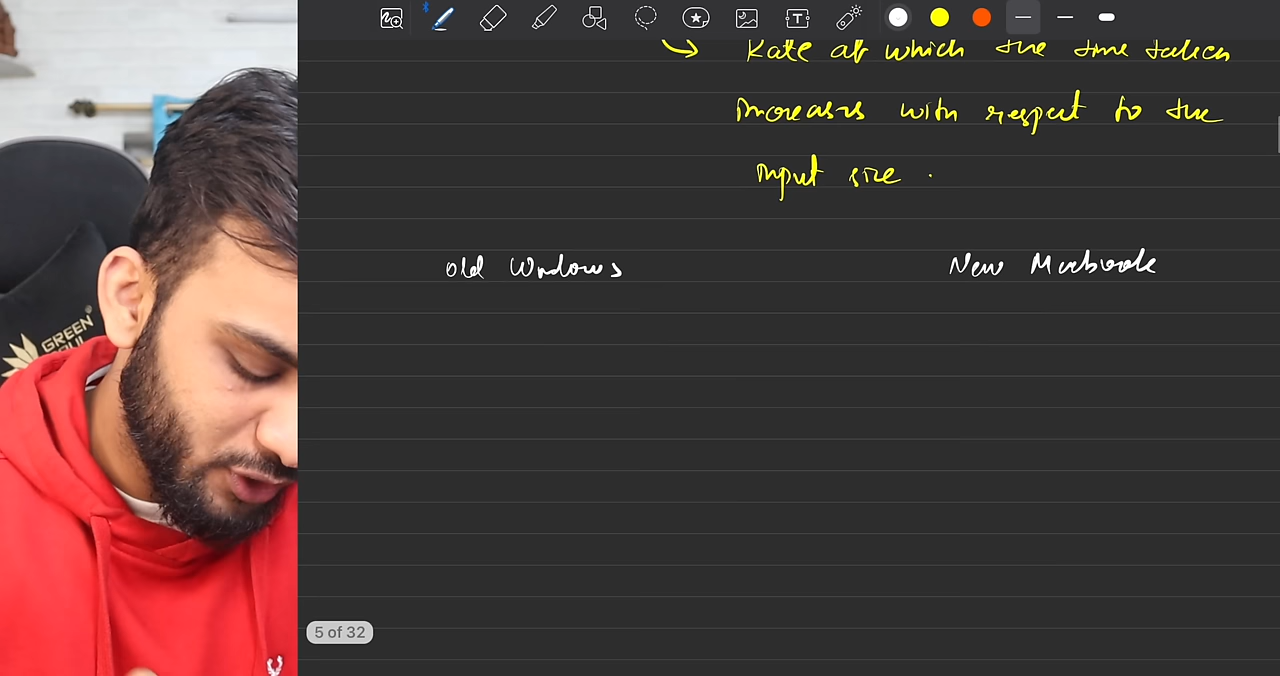 Rate at which the time taken
increases with respect to the
input size .
Old Windows
New Macbook
GREEN
SOUL
®
5 of 32
T